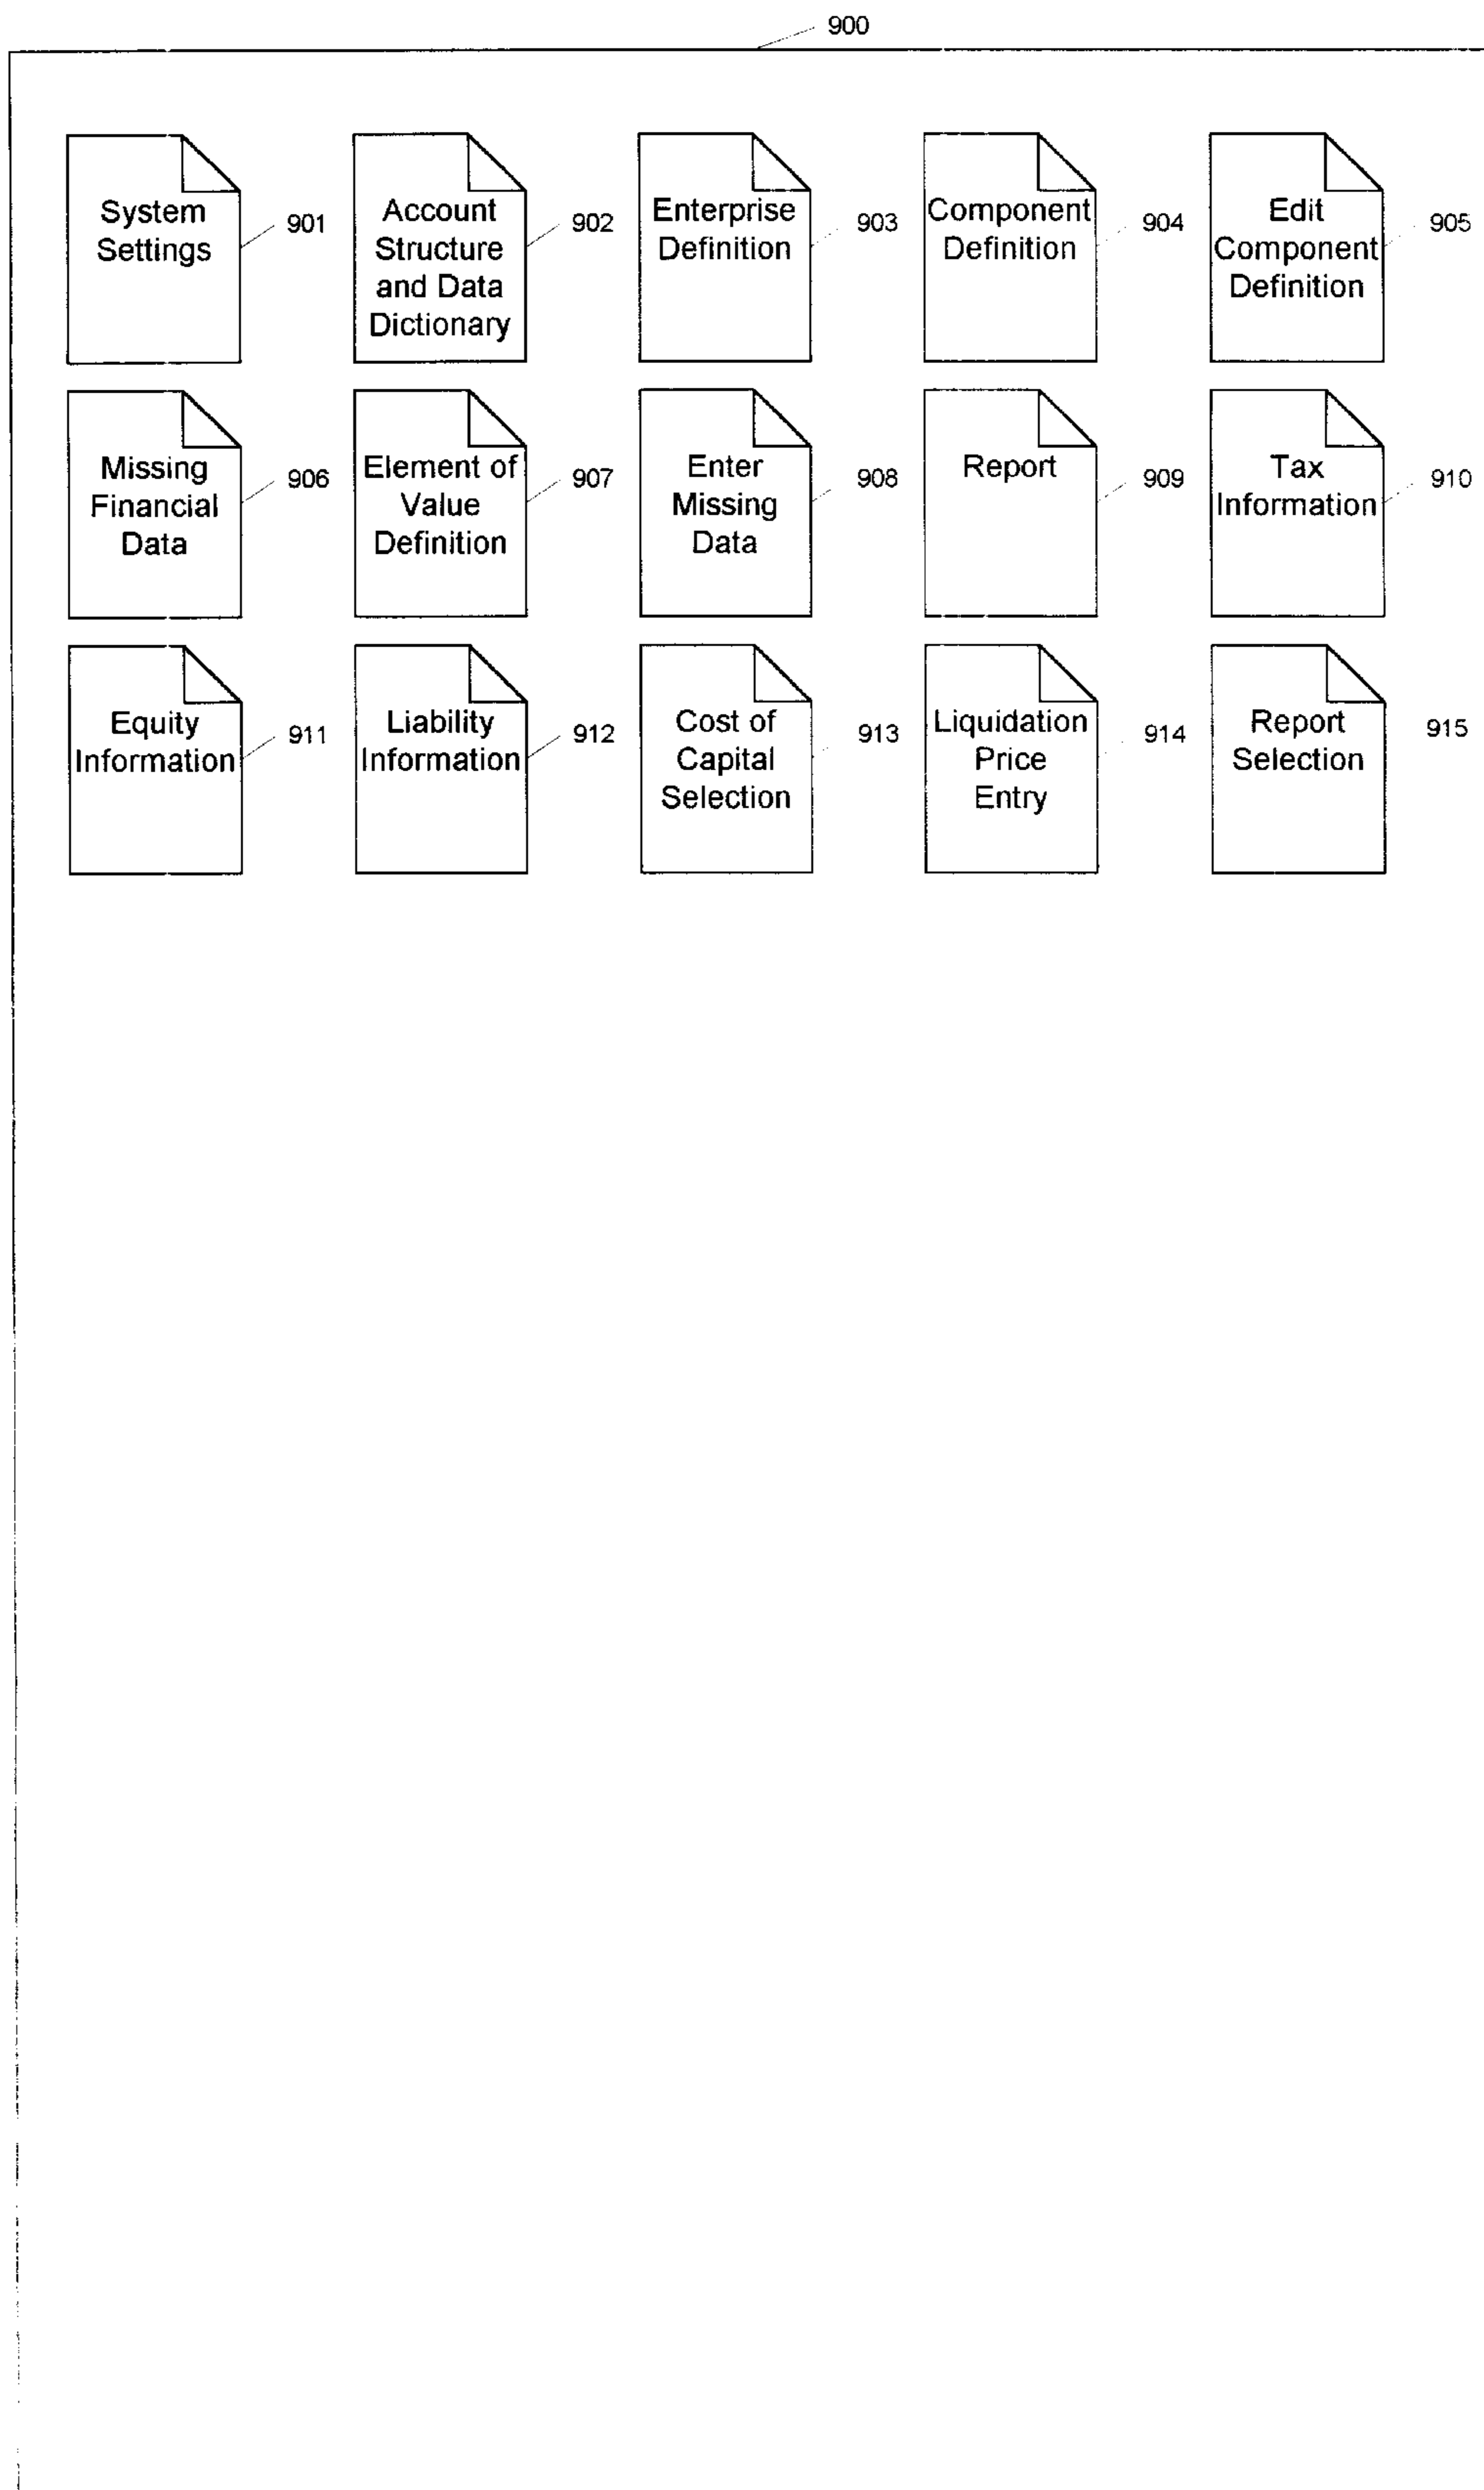 900
System
Settings
901
Account
Structure
and Data
Dictionary
902
Enterprise
Definition
903
Component
Definition
904
Edit
Component
Definition
905
Missing
Financial
Data
906
Element of
Value
Definition
907
Enter
Missing
Data
908
Report
909
Tax
Information
910
Equity
Information
911
Liability
Information
912
Cost of
Capital
Selection
913
Liquidation
Price
Entry
914
Report
Selection
915